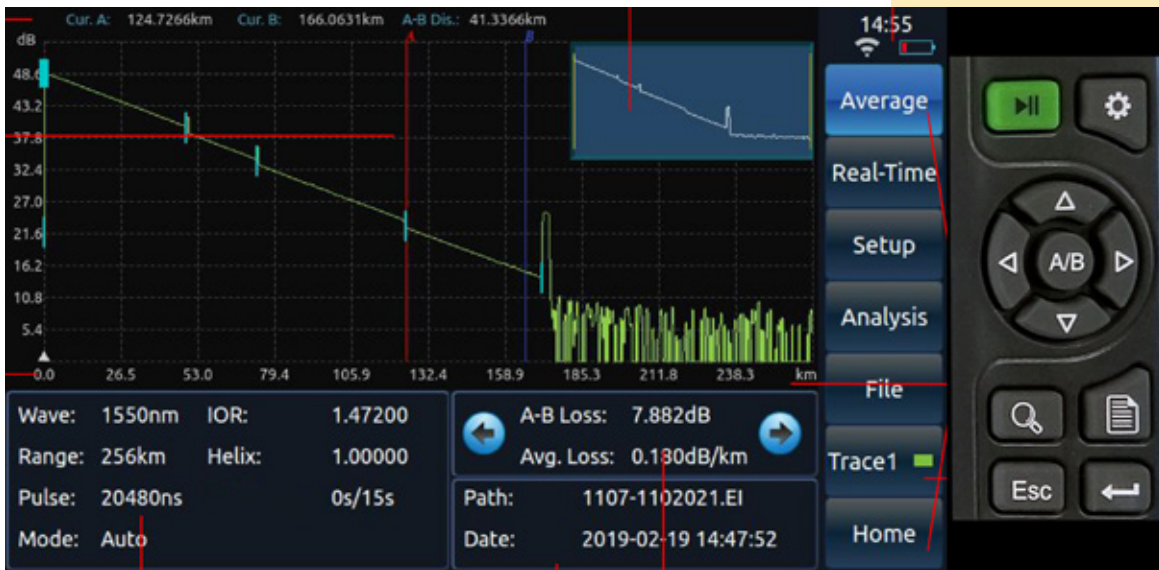 Cur. A: 124.7266km Cur. B: 166.0631km A-B Dis.: 41.3366km
14:55
dB
A
B
48.6
43.2
37.8
32.4
27.0
21.6
16.2
10.8
5.4
0.0 26.5 53.0 79.4 105.9 132.4 158.9 185.3 211.8 238.3 km
Average
Real-Time
Setup
Analysis
File
Trace1
Home
Wave: 1550nm IOR: 1.47200
Range: 256km Helix: 1.00000
Pulse: 20480ns 0s/15s
Mode: Auto
A-B Loss: 7.882dB
Avg. Loss: 0.180dB/km
Path: 1107-1102021.EI
Date: 2019-02-19 14:47:52
A/B
Esc